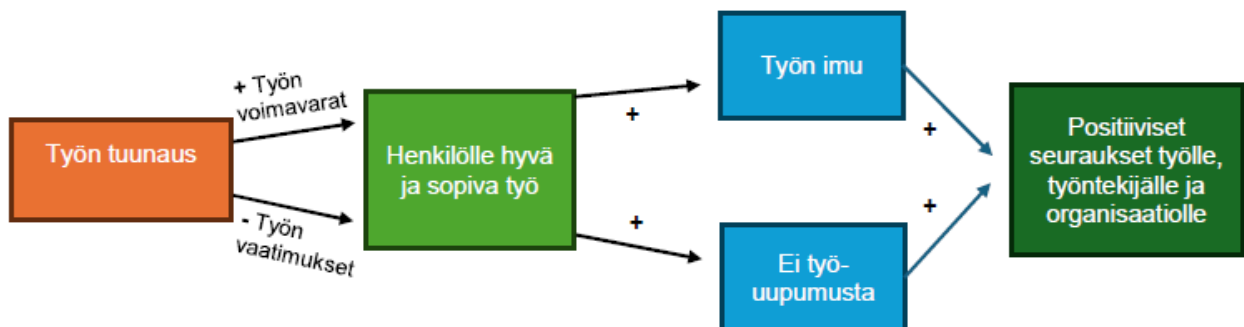 Työn tuunaus
+ Työn
voimavarat
- Työn
vaatimukset
Henkilölle hyvä
ja sopiva työ
+
+
Työn imu
Ei työ-
uupumusta
+
+
Positiiviset
seuraukset työlle,
työntekijälle ja
organisaatiolle